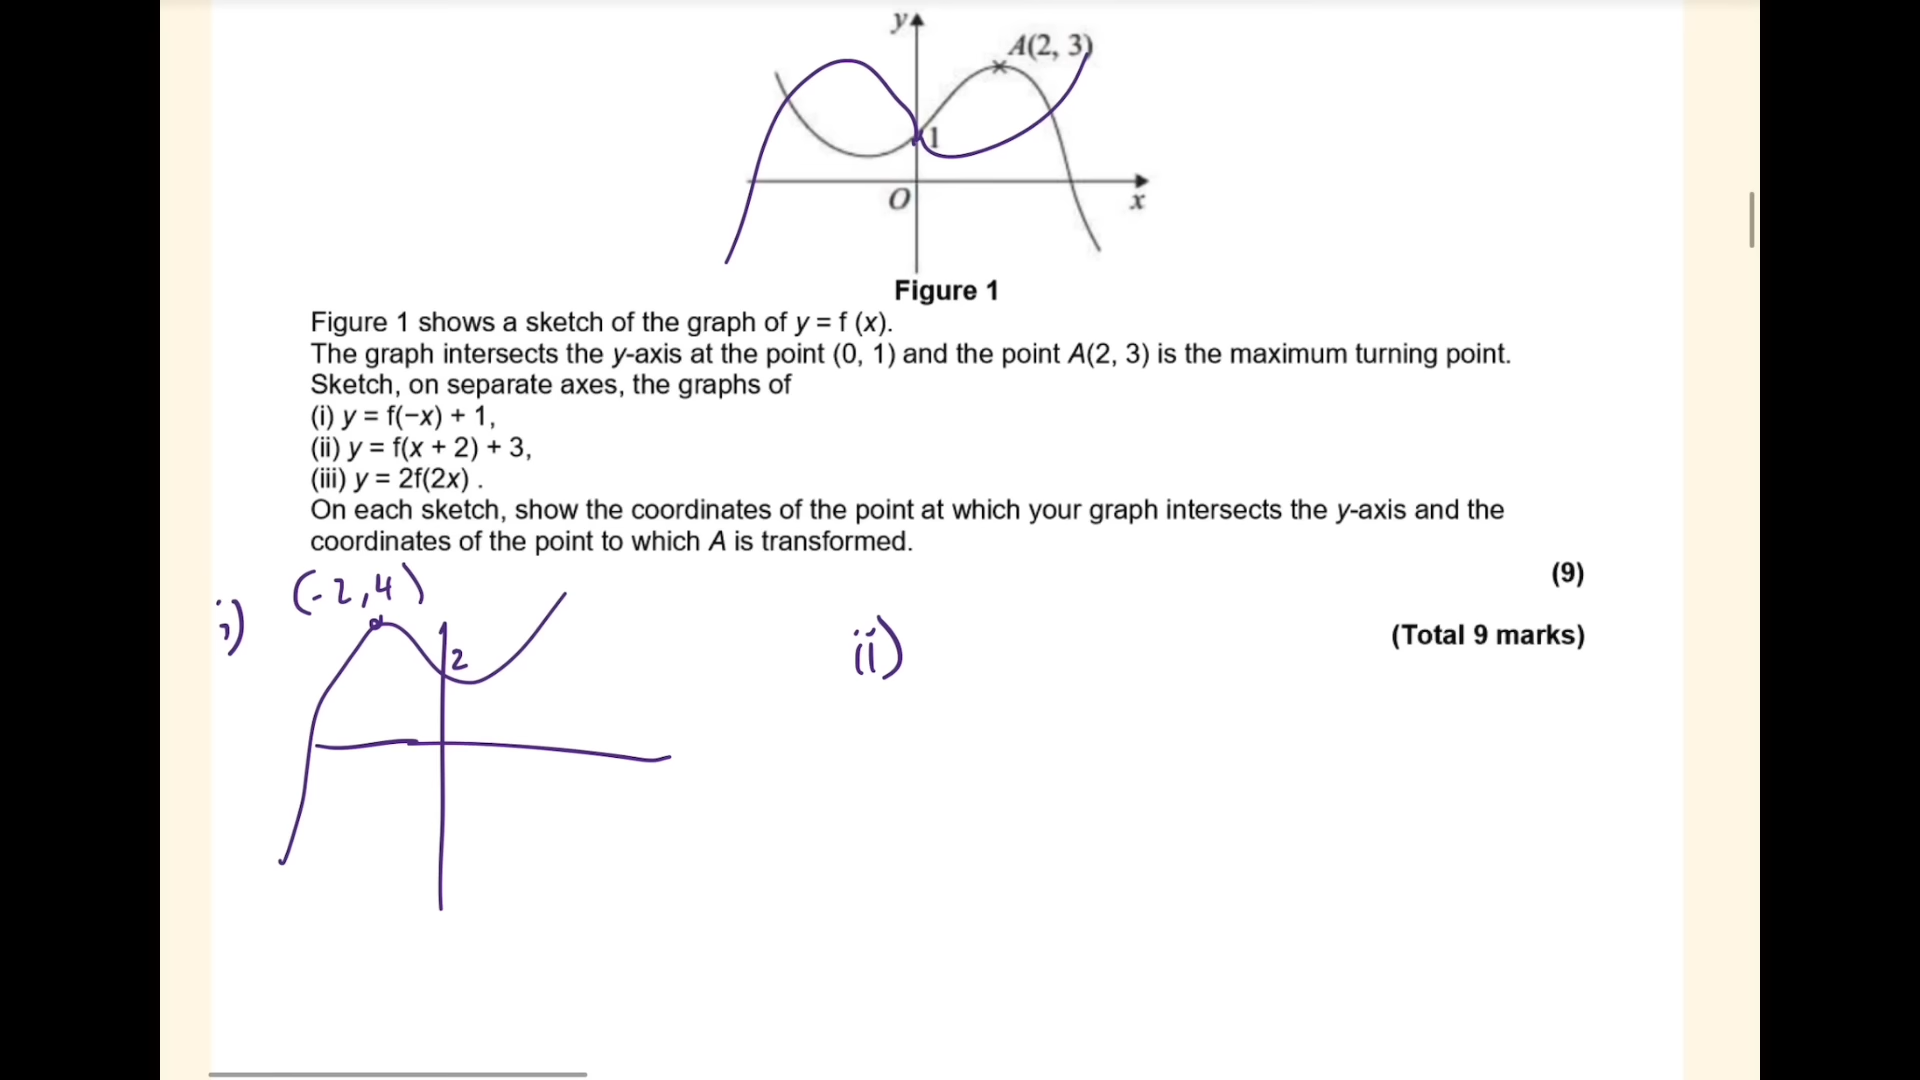 y
A(2, 3)
1
O
x
Figure 1
Figure 1 shows a sketch of the graph of y = f (x).
The graph intersects the y-axis at the point (0, 1) and the point A(2, 3) is the maximum turning point.
Sketch, on separate axes, the graphs of
(i) y = f(−x) + 1,
(ii) y = f(x + 2) + 3,
(iii) y = 2f(2x) .
On each sketch, show the coordinates of the point at which your graph intersects the y-axis and the
coordinates of the point to which A is transformed.
(9)
(Total 9 marks)
i)
(-2,4)
2
ii)